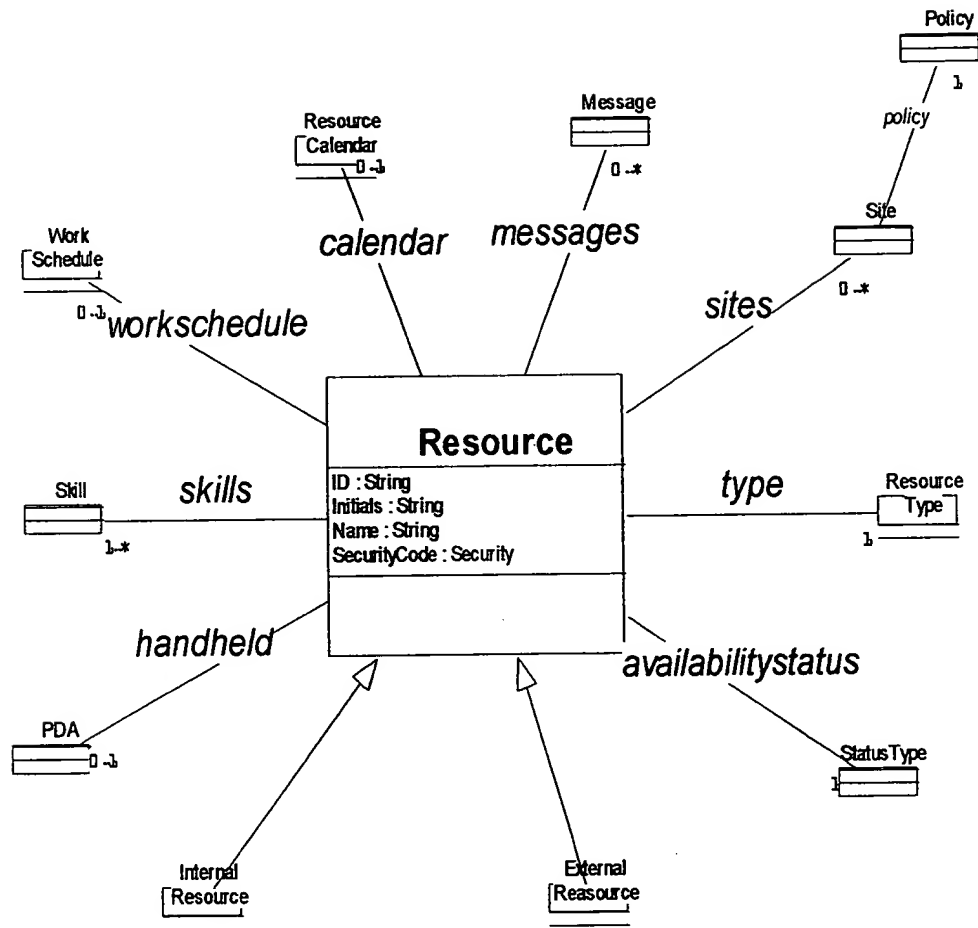 Policy
1
policy
Message
0..*
Resource
Calendar
0..1
Site
0..*
calendar
messages
sites
Work
Schedule
0..1
workschedule
Resource
ID : String
Initials : String
Name : String
SecurityCode : Security
Skill
1..*
skills
type
Resource
Type
1
handheld
availabilitystatus
PDA
0..1
StatusType
1
Internal
Resource
External
Reasource